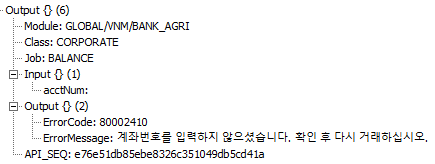 Output {} (6)
Module: GLOBAL/VNM/BANK_AGRI
Class: CORPORATE
Job: BALANCE
Input {} (1)
acctNum:
Output {} (2)
ErrorCode: 80002410
ErrorMessage: 계좌번호를 입력하지 않으셨습니다. 확인 후 다시 거래하십시오.
API_SEQ: e76e51db85ebe8326c351049db5cd41a